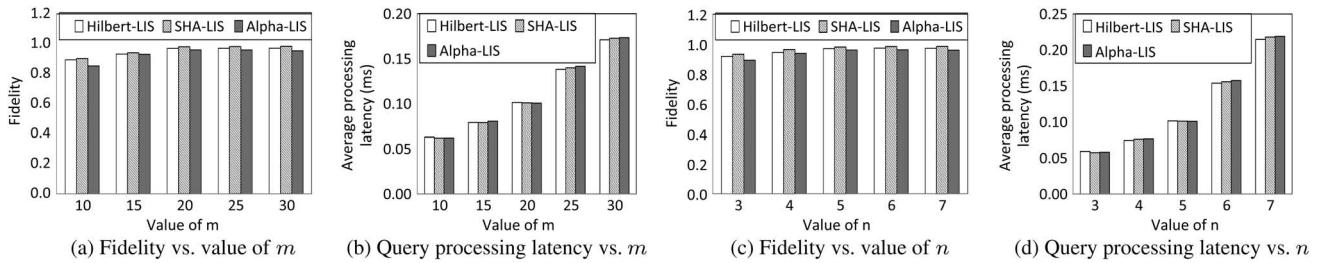 Hilbert-LIS SHA-LIS Alpha-LIS
1.2
1.0
0.8
0.6
0.4
0.2
0.0
Fidelity
10 15 20 25 30
Value of m
(a) Fidelity vs. value of m
Hilbert-LIS SHA-LIS
Alpha-LIS
0.20
0.15
0.10
0.05
0.00
Average processing
latency (ms)
10 15 20 25 30
Value of m
(b) Query processing latency vs. m
Hilbert-LIS SHA-LIS Alpha-LIS
1.2
1.0
0.8
0.6
0.4
0.2
0.0
Fidelity
3 4 5 6 7
Value of n
(c) Fidelity vs. value of n
Hilbert-LIS SHA-LIS
Alpha-LIS
0.25
0.20
0.15
0.10
0.05
0.00
Average processing
latency (ms)
3 4 5 6 7
Value of n
(d) Query processing latency vs. n